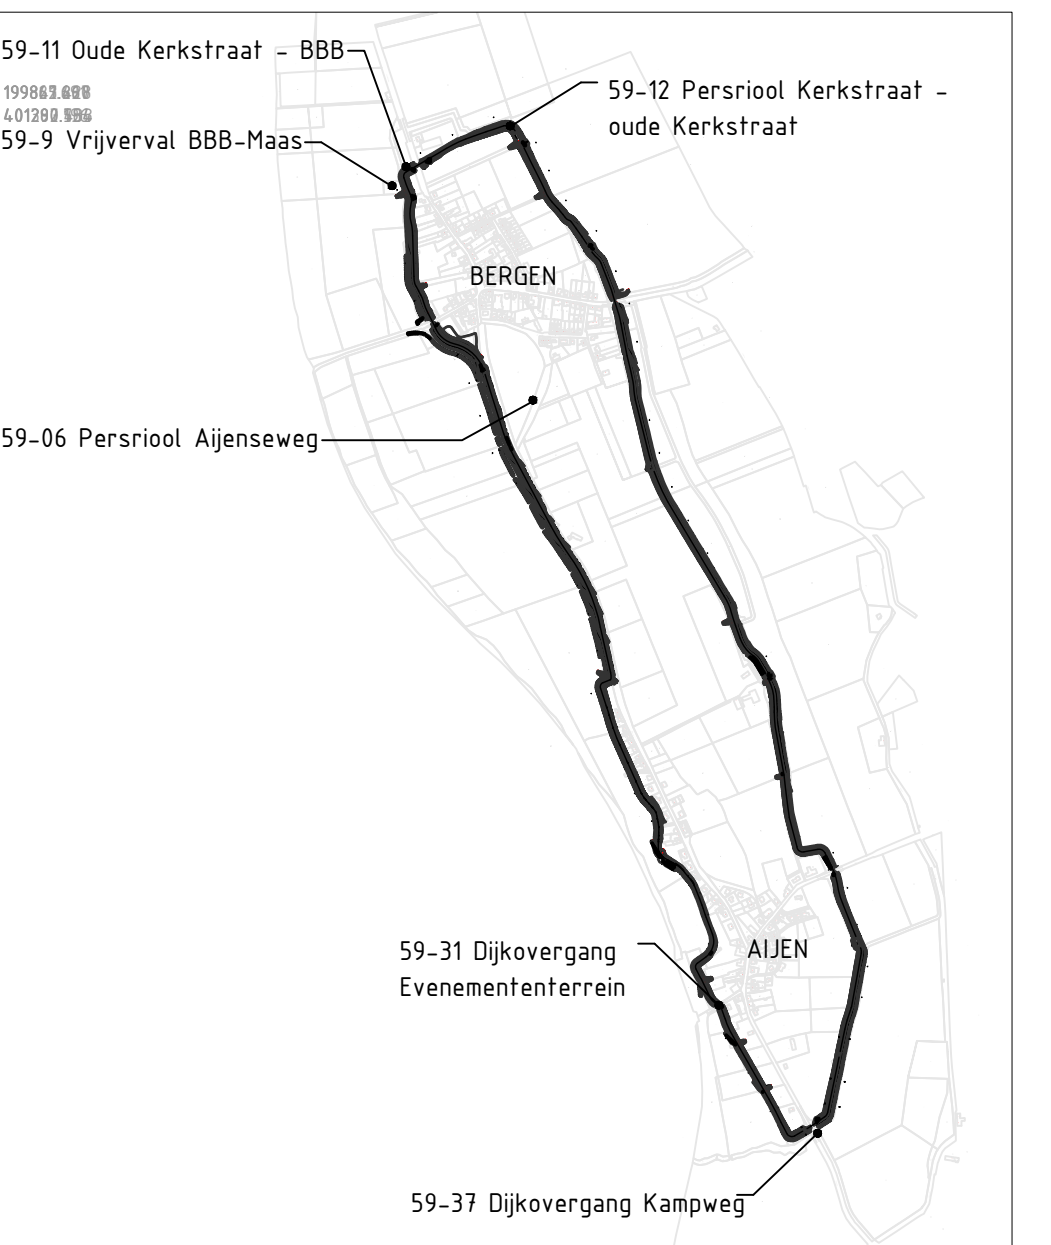 59-11 Oude Kerkstraat - BBB
59-12 Persriool Kerkstraat -
oude Kerkstraat
59-9 Vrijverval BBB-Maas
BERGEN
59-06 Persriool Aijenseweg
59-31 Dijkovergang
Evenemententerrein
AIJEN
59-37 Dijkovergang Kampweg